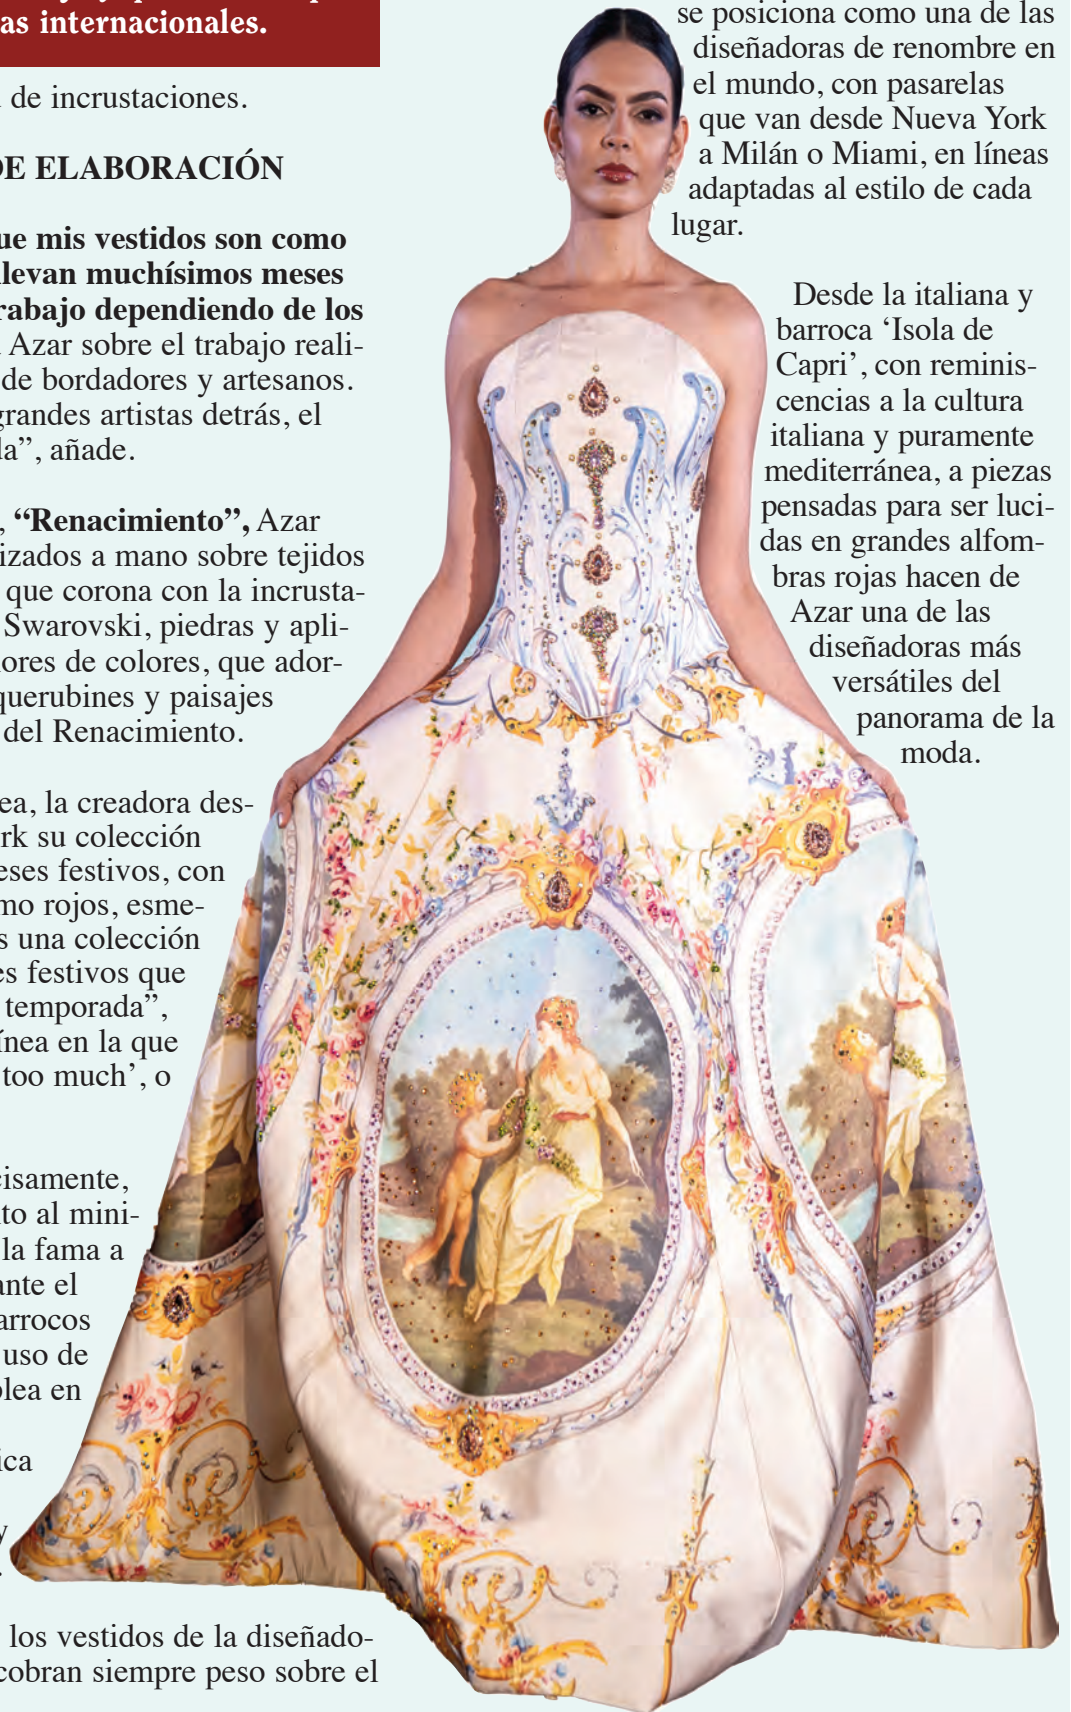 as internacionales.
de incrustaciones.
DE ELABORACIÓN
que mis vestidos son como
llevan muchísimos meses
trabajo dependiendo de los
Azar sobre el trabajo reali-
de bordadores y artesanos.
grandes artistas detrás, el
da”, añade.
, “Renacimiento”, Azar
izados a mano sobre tejidos
que corona con la incrusta-
Swarovski, piedras y apli-
ores de colores, que ador-
querubines y paisajes
del Renacimiento.
ea, la creadora des-
rk su colección
eses festivos, con
mo rojos, esme-
s una colección
es festivos que
temporada”,
ínea en la que
too much’, o
cisamente,
to al mini-
la fama a
ante el
arrocos
uso de
plea en
ica
y
.
los vestidos de la diseñado-
cobran siempre peso sobre el
se posiciona como una de las
diseñadoras de renombre en
el mundo, con pasarelas
que van desde Nueva York
a Milán o Miami, en líneas
adaptadas al estilo de cada
lugar.
Desde la italiana y
barroca ‘Isola de
Capri’, con reminis-
cencias a la cultura
italiana y puramente
mediterránea, a piezas
pensadas para ser luci-
das en grandes alfom-
bras rojas hacen de
Azar una de las
diseñadoras más
versátiles del
panorama de la
moda.